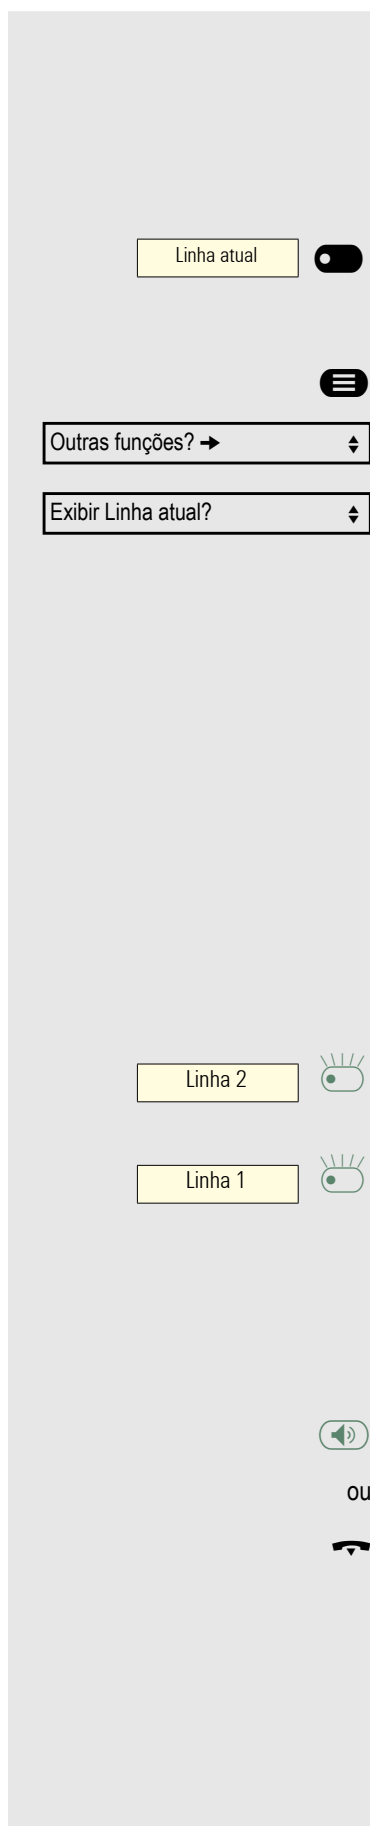 Linha atual
Outras funções? →
Exibir Linha atual?
Linha 2
Linha 1
ou